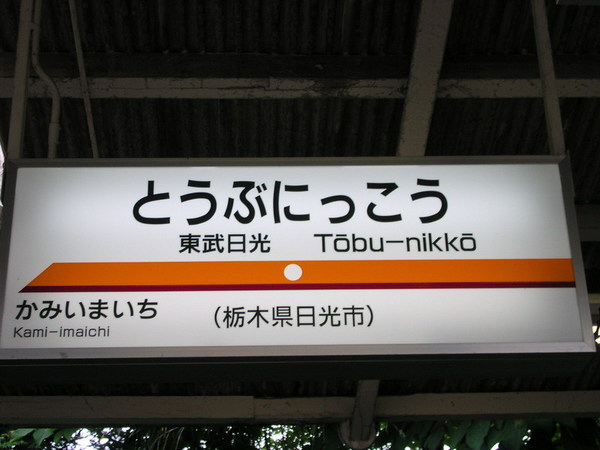 とうぶにっこう
東武日光 Tōbu-nikkō
かみいまいち
Kami-imaichi
（栃木県日光市）